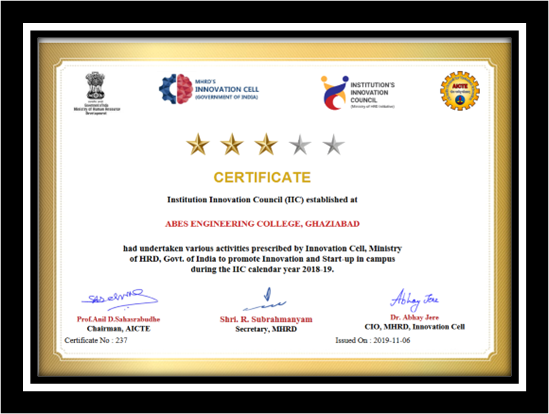 Government of India
Ministry of Human Resource
Development
MHRD'S
INNOVATION CELL
(GOVERNMENT OF INDIA)
INSTITUTION'S
INNOVATION
COUNCIL
(Ministry of HRD Initiative)
AICTE
CERTIFICATE
Institution Innovation Council (IIC) established at
ABES ENGINEERING COLLEGE, GHAZIABAD
had undertaken various activities prescribed by Innovation Cell, Ministry
of HRD, Govt. of India to promote Innovation and Start-up in campus
during the IIC calendar year 2018-19.
Abhay Jere
Prof.Anil D.Sahasrabudhe
Chairman, AICTE
Shri. R. Subrahmanyam
Secretary, MHRD
Dr. Abhay Jere
CIO, MHRD, Innovation Cell
Certificate No : 237
Issued On : 2019-11-06